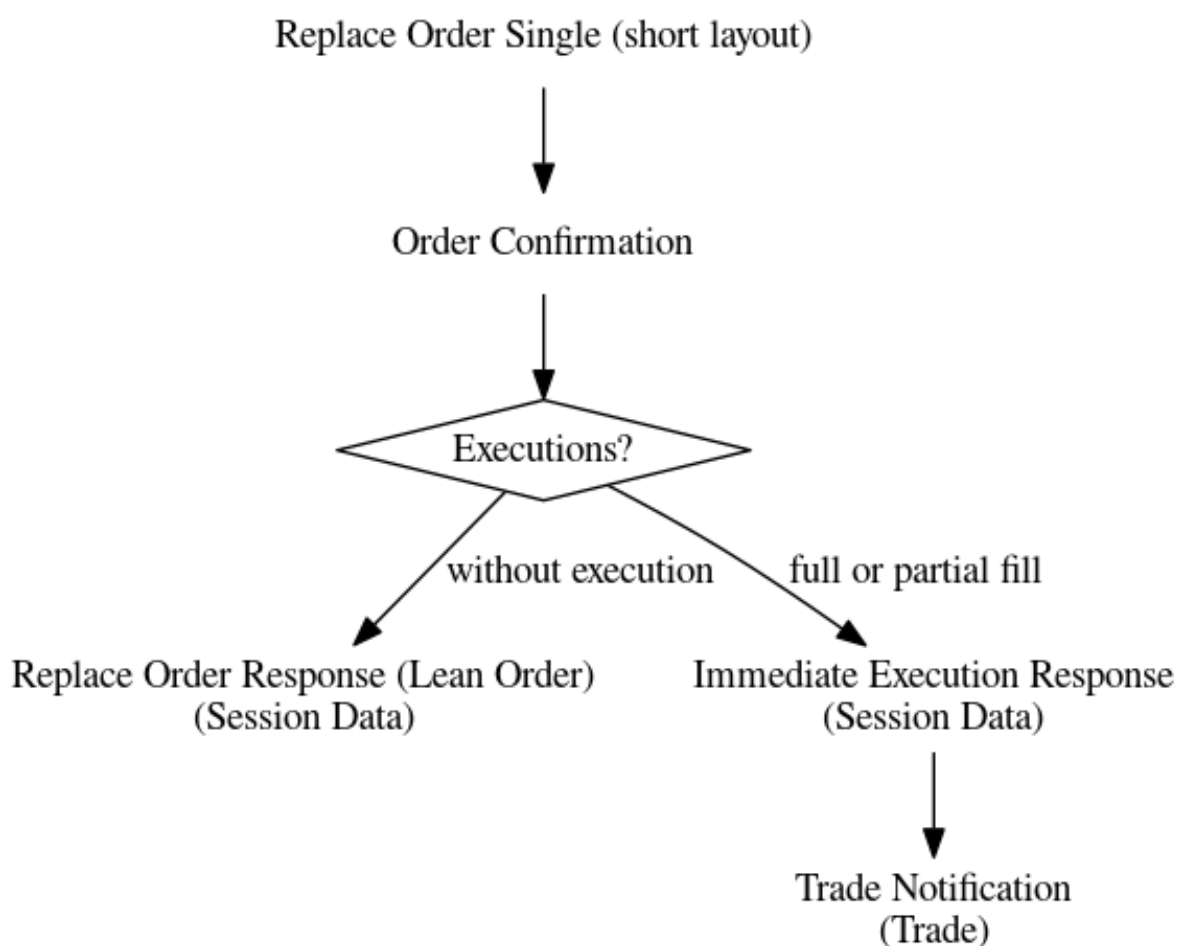 Replace Order Single (short layout)
Order Confirmation
Executions?
without execution
full or partial fill
Replace Order Response (Lean Order)
(Session Data)
Immediate Execution Response
(Session Data)
Trade Notification
(Trade)